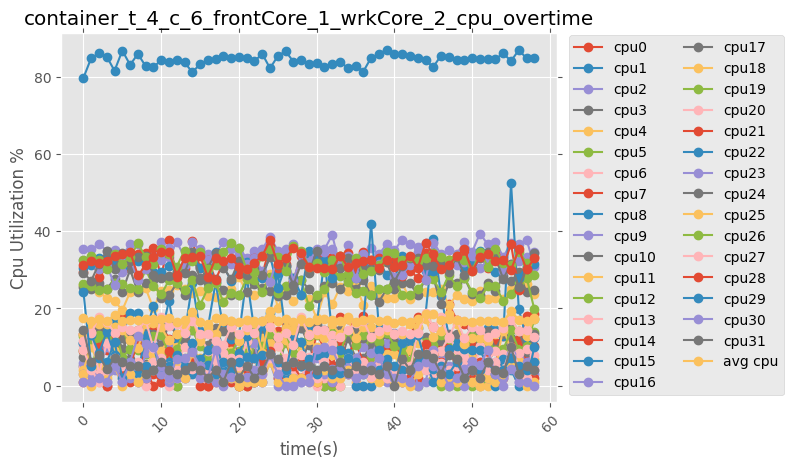 container_t_4_c_6_frontCore_1_wrkCore_2_cpu_overtime
Cpu Utilization %
80
60
40
20
0
0
10
20
30
40
50
60
time(s)
cpu0
cpu1
cpu2
cpu3
cpu4
cpu5
cpu6
cpu7
cpu8
cpu9
cpu10
cpu11
cpu12
cpu13
cpu14
cpu15
cpu16
cpu17
cpu18
cpu19
cpu20
cpu21
cpu22
cpu23
cpu24
cpu25
cpu26
cpu27
cpu28
cpu29
cpu30
cpu31
avg cpu